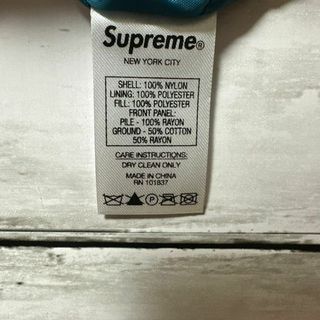 Supreme®
NEW YORK CITY
SHELL: 100% NYLON
LINING: 100% POLYESTER
FILL: 100% POLYESTER
FRONT PANEL:
PILE - 100% RAYON
GROUND - 50% COTTON
50% RAYON
CARE INSTRUCTIONS:
DRY CLEAN ONLY
MADE IN CHINA
RN 101837
P